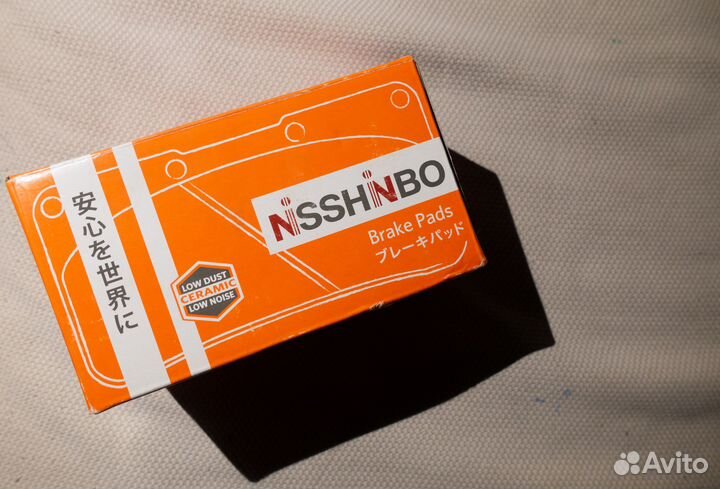 安心を世界に
NiSSHiNBO
Brake Pads
ブレーキパッド
LOW DUST
CERAMIC
LOW NOISE
Avito